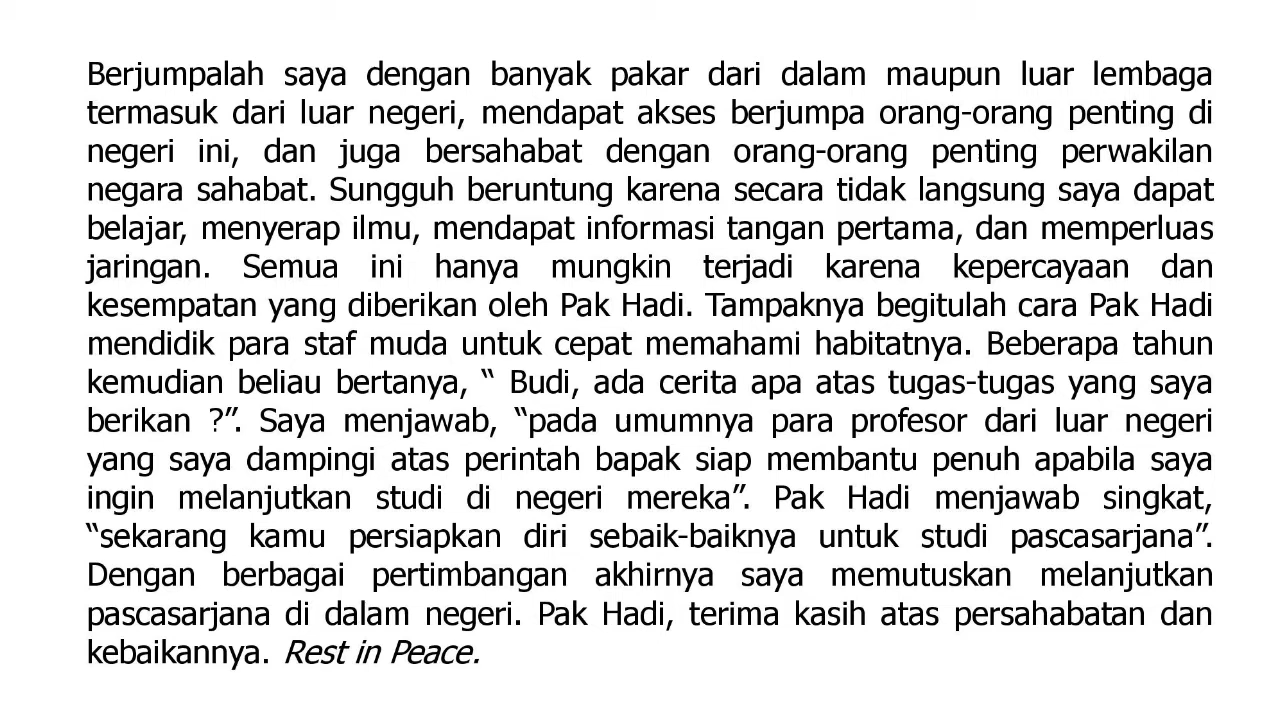 Berjumpalah saya dengan banyak pakar dari dalam maupun luar lembaga
termasuk dari luar negeri, mendapat akses berjumpa orang-orang penting di
negeri ini, dan juga bersahabat dengan orang-orang penting perwakilan
negara sahabat. Sungguh beruntung karena secara tidak langsung saya dapat
belajar, menyerap ilmu, mendapat informasi tangan pertama, dan memperluas
jaringan. Semua ini hanya mungkin terjadi karena kepercayaan dan
kesempatan yang diberikan oleh Pak Hadi. Tampaknya begitulah cara Pak Hadi
mendidik para staf muda untuk cepat memahami habitatnya. Beberapa tahun
kemudian beliau bertanya, “ Budi, ada cerita apa atas tugas-tugas yang saya
berikan ?”. Saya menjawab, “pada umumnya para profesor dari luar negeri
yang saya dampingi atas perintah bapak siap membantu penuh apabila saya
ingin melanjutkan studi di negeri mereka”. Pak Hadi menjawab singkat,
“sekarang kamu persiapkan diri sebaik-baiknya untuk studi pascasarjana”.
Dengan berbagai pertimbangan akhirnya saya memutuskan melanjutkan
pascasarjana di dalam negeri. Pak Hadi, terima kasih atas persahabatan dan
kebaikannya. Rest in Peace.